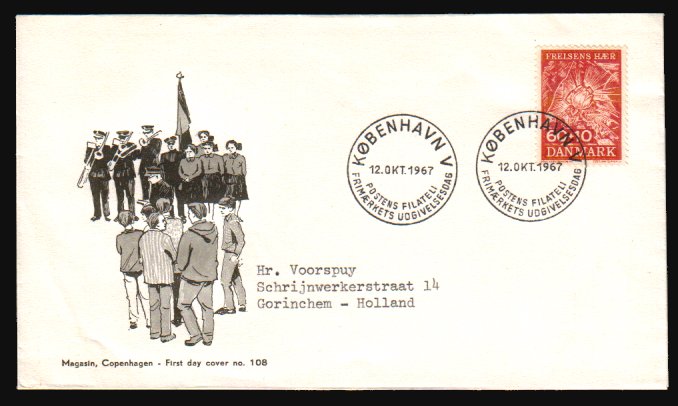 FRELSENS HÆR
60+10
DANMARK
KØBENHAVN V
12.OKT.1967
POSTENS FILATELI
FRIMÆRKETS UDGIVELSESDAG
KØBENHAVN V
12.OKT.1967
POSTENS FILATELI
FRIMÆRKETS UDGIVELSESDAG
Hr. Voorspuy
Schrijnwerkerstraat 14
Gorinchem - Holland
Magasin, Copenhagen - First day cover no. 108